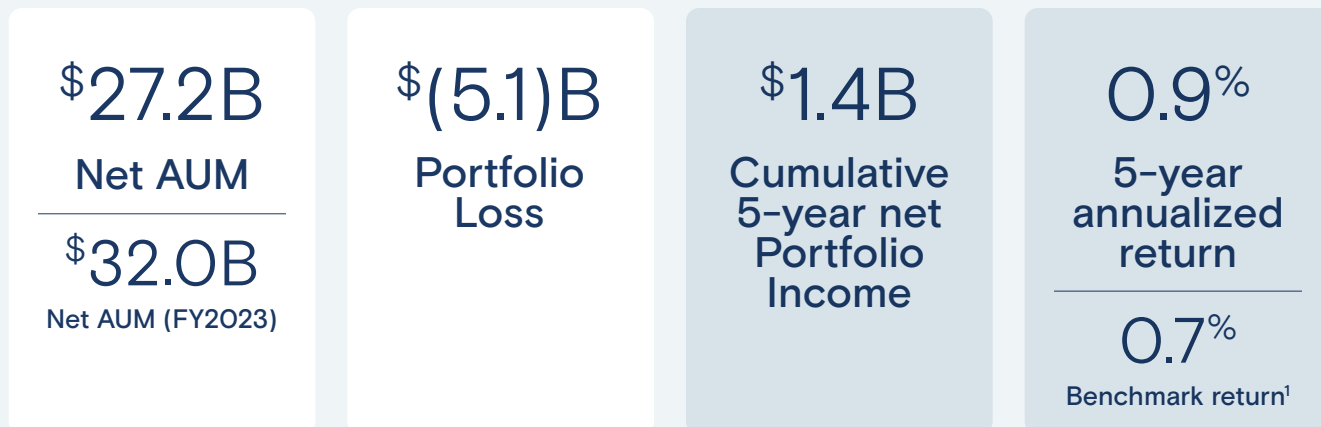 $27.2B
Net AUM
$32.0B
Net AUM (FY2023)
$(5.1)B
Portfolio
Loss
$1.4B
Cumulative
5-year net
Portfolio
Income
0.9%
5-year
annualized
return
0.7%
Benchmark return¹